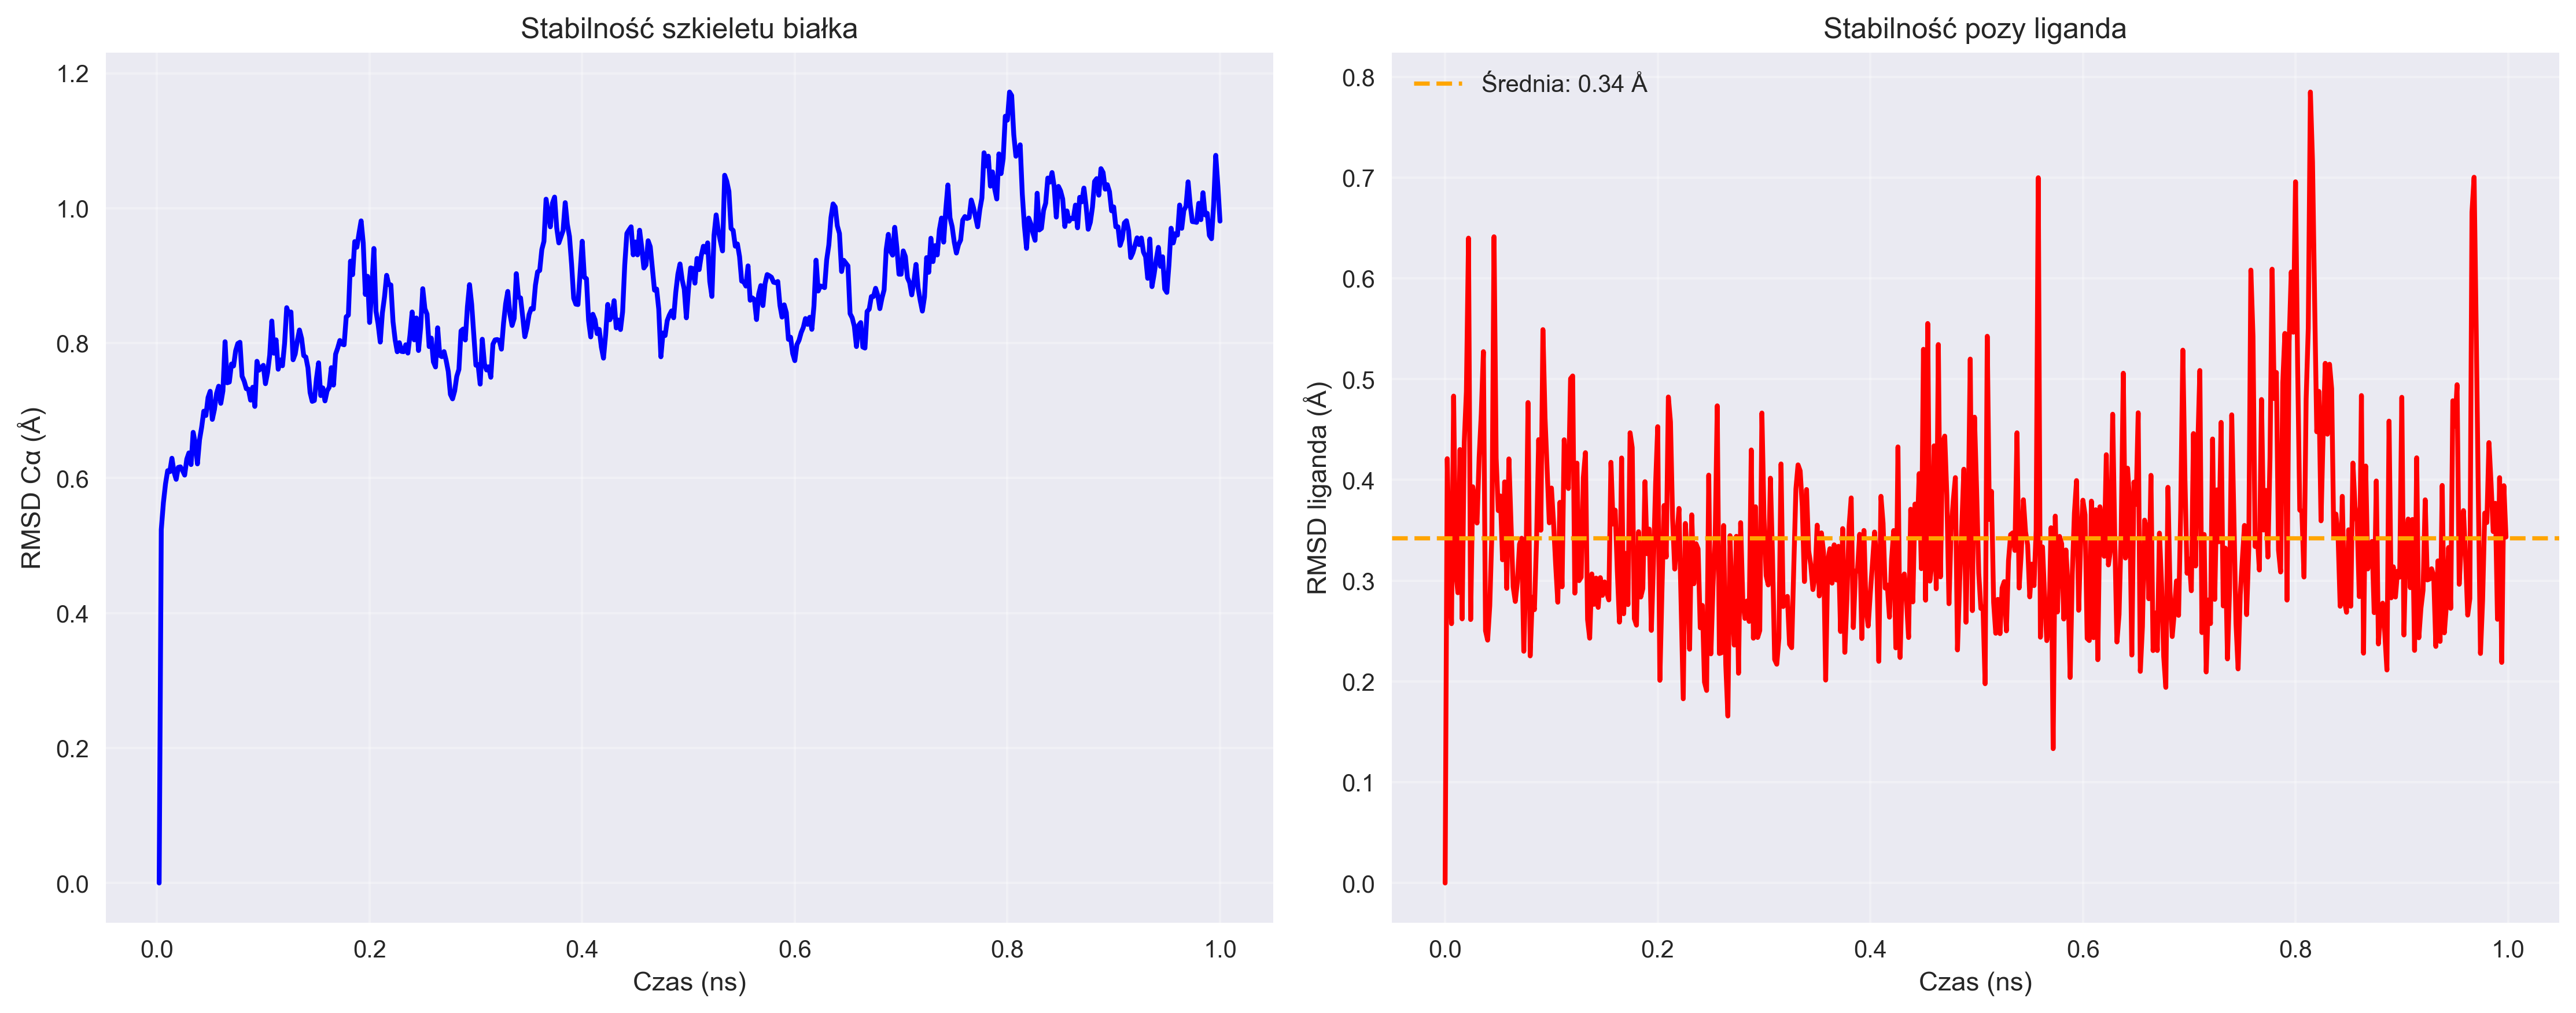 Stabilność szkieletu białka
1.2
1.0
0.8
0.6
0.4
0.2
0.0
RMSD Cα (Å)
0.0 0.2 0.4 0.6 0.8 1.0
Czas (ns)
Stabilność pozy liganda
Średnia: 0.34 Å
0.8
0.7
0.6
0.5
0.4
0.3
0.2
0.1
0.0
RMSD liganda (Å)
0.0 0.2 0.4 0.6 0.8 1.0
Czas (ns)